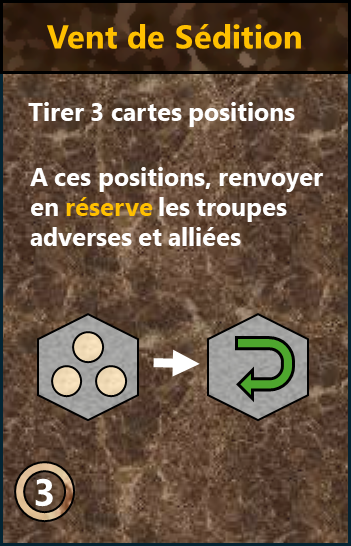 Vent de Sédition
Tirer 3 cartes positions
A ces positions, renvoyer
en réserve les troupes
adverses et alliées
3